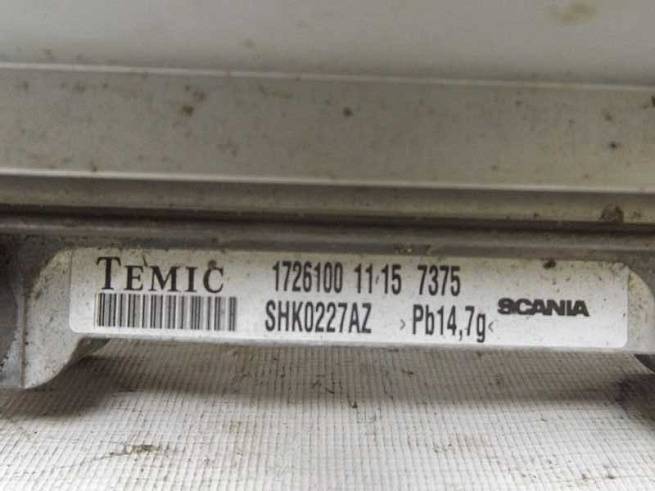 TEMIC 1726100 11/15 7375
SHK0227AZ >Pb14,7g< SCANIA